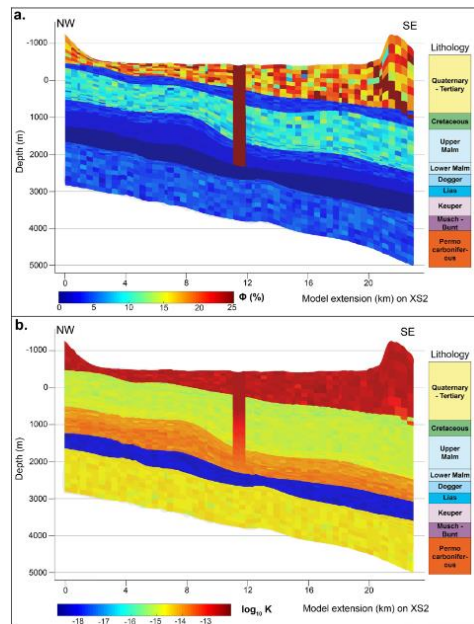 a.
NW
SE
-1000
0
1000
2000
3000
4000
5000
Depth (m)
0
4
8
12
16
20
0
5
10
15
20
25
Φ (%)
Model extension (km) on XS2
Lithology
Quaternary
- Tertiary
Cretaceous
Upper
Malm
Lower Malm
Dogger
Lias
Keuper
Musch -
Bunt
Permo
carbonifer-
ous
b.
NW
SE
-1000
0
1000
2000
3000
4000
5000
Depth (m)
0
4
8
12
16
20
-18
-17
-16
-15
-14
-13
log10 K
Model extension (km) on XS2
Lithology
Quaternary
- Tertiary
Cretaceous
Upper
Malm
Lower Malm
Dogger
Lias
Keuper
Musch -
Bunt
Permo
carbonifer-
ous